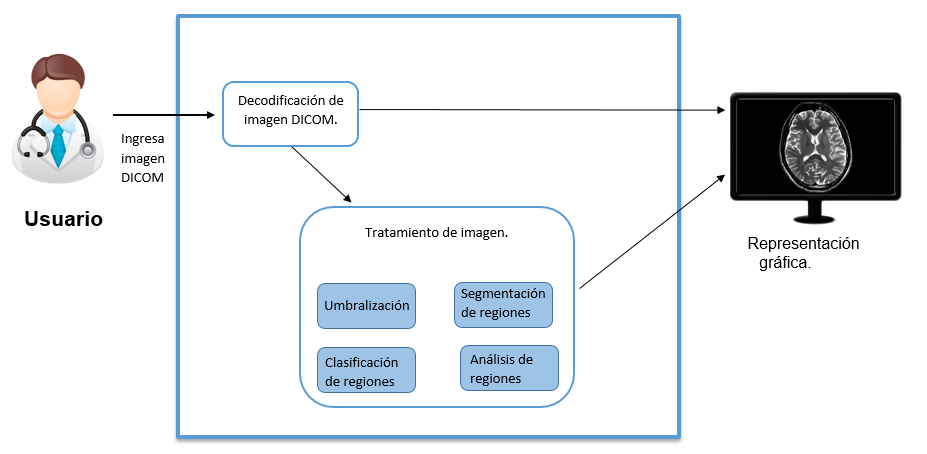 Usuario
Ingresa
imagen
DICOM
Decodificación de
imagen DICOM.
Tratamiento de imagen.
Umbralización
Segmentación
de regiones
Clasificación
de regiones
Análisis de
regiones
Representación
gráfica.